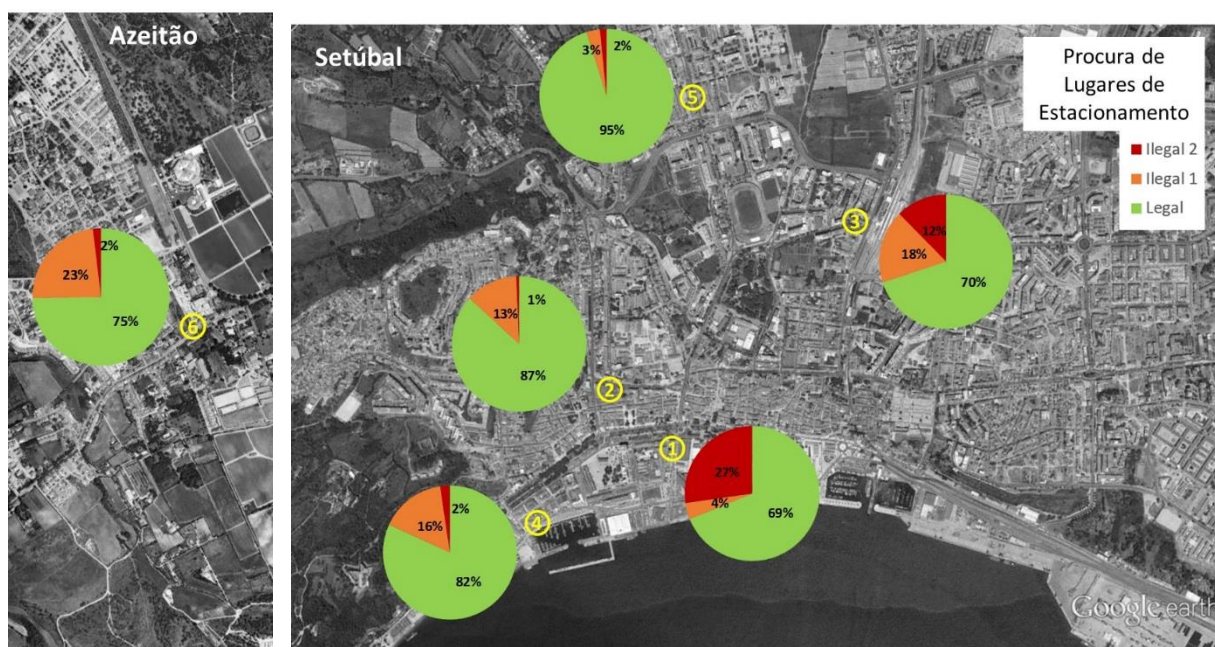 Azeitão
2%
23%
75%
6
Setúbal
3%
2%
95%
5
Procura de
Lugares de
Estacionamento
Ilegal 2
Ilegal 1
Legal
3
12%
18%
70%
13%
1%
87%
2
1
27%
4%
69%
4
2%
16%
82%
Google earth